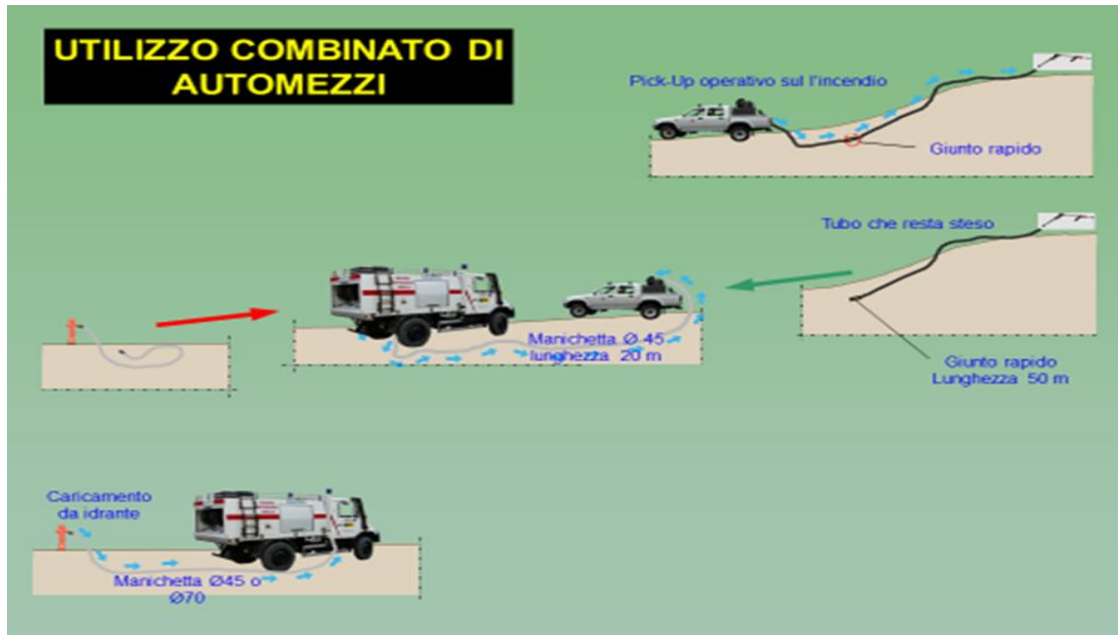 UTILIZZO COMBINATO DI
AUTOMEZZI
Pick-Up operativo sul l'incendio
Giunto rapido
Tubo che resta steso
Manichetta Ø 45
lunghezza 20 m
Giunto rapido
Lunghezza 50 m
Caricamento
da idrante
Manichetta Ø45 o
Ø70